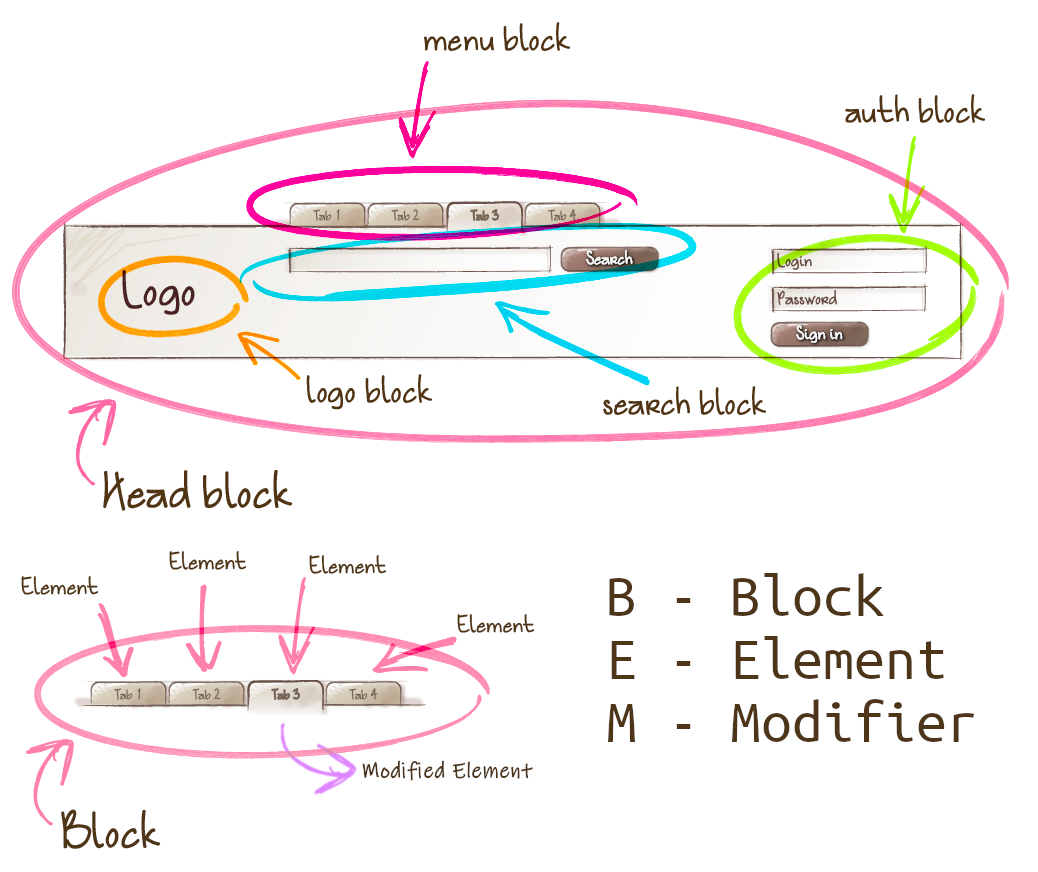 menu block
auth block
Tab 1 Tab 2 Tab 3 Tab 4
Search
Login
Logo
Password
Sign in
logo block
search block
Head block
Element
Element
Element
Element
Tab 1 Tab 2 Tab 3 Tab 4
Modified Element
Block
B - Block
E - Element
M - Modifier